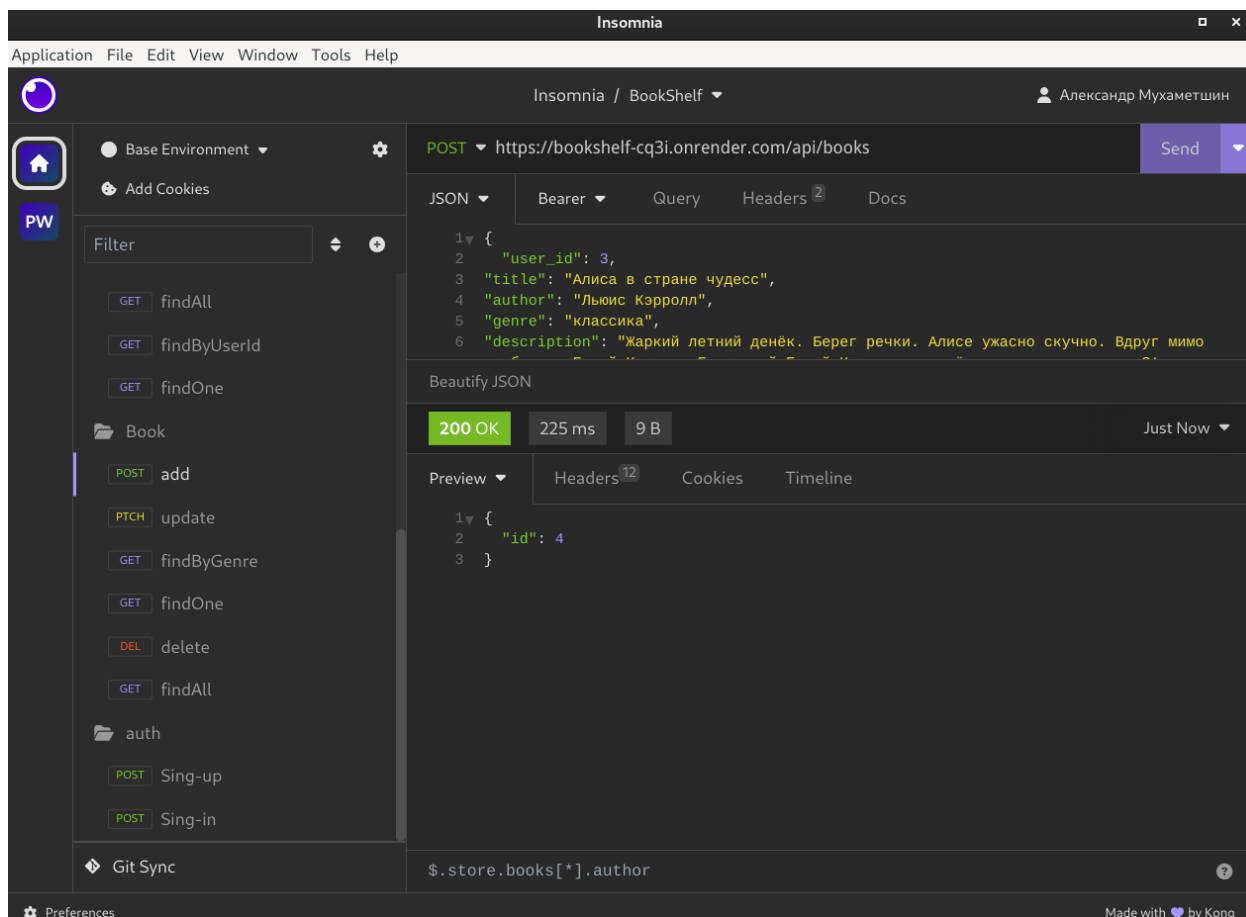 Insomnia
Application File Edit View Window Tools Help
Insomnia / BookShelf
Александр Мухаметшин
PW
Base Environment
Add Cookies
Filter
GET findAll
GET findByUserId
GET findOne
Book
POST add
PTCH update
GET findByGenre
GET findOne
DEL delete
GET findAll
auth
POST Sing-up
POST Sing-in
Git Sync
POST https://bookshelf-cq3i.onrender.com/api/books Send
JSON Bearer Query Headers 2 Docs
1 {
2 "user_id": 3,
3 "title": "Алиса в стране чудесс",
4 "author": "Льюис Кэрролл",
5 "genre": "классика",
6 "description": "Жаркий летний денёк. Берег речки. Алисе ужасно скучно. Вдруг мимо
Beautify JSON
200 OK 225 ms 9 B Just Now
Preview Headers 12 Cookies Timeline
1 {
2 "id": 4
3 }
$.store.books[*].author
Preferences
Made with 💜 by Kong